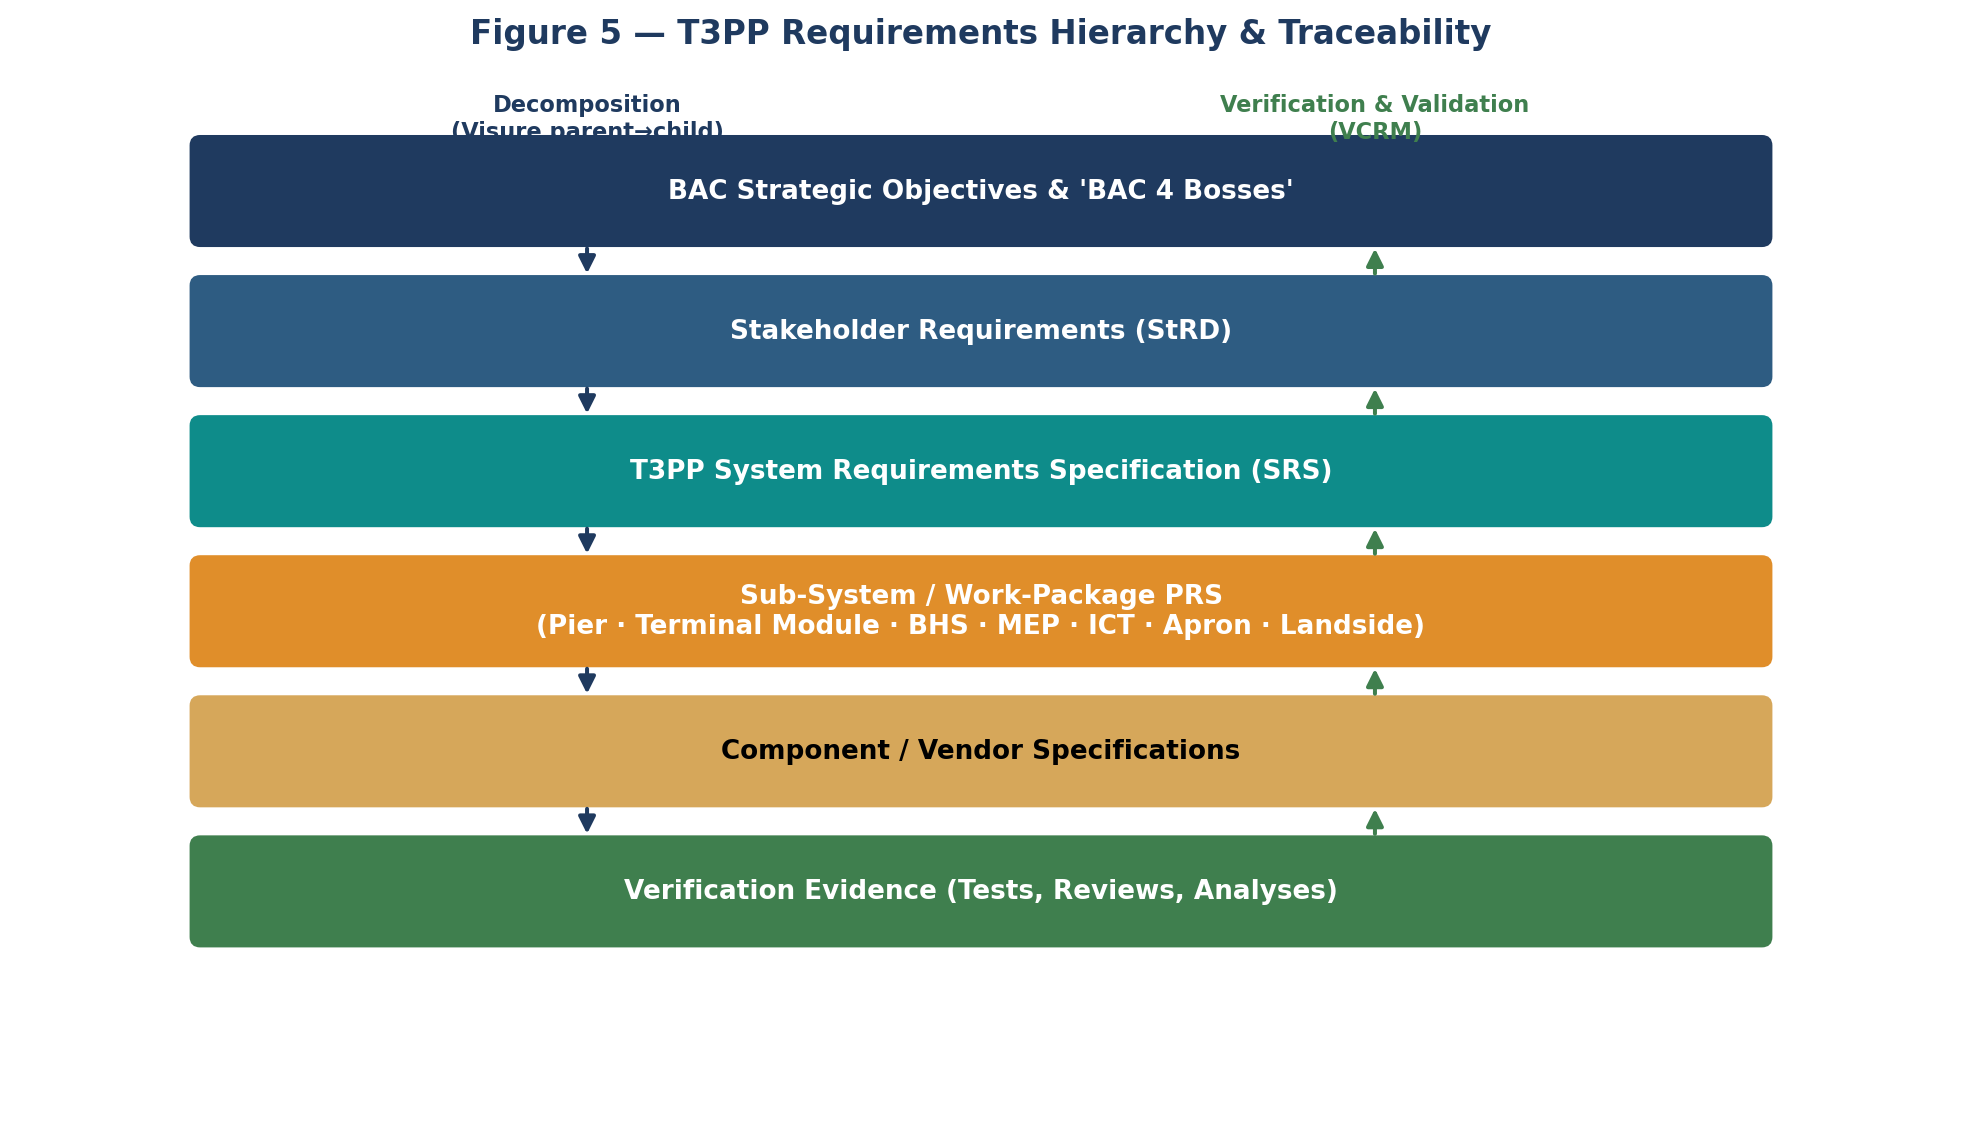 Figure 5 — T3PP Requirements Hierarchy & Traceability
Decomposition
(Visure parent→child)
Verification & Validation
(VCRM)
BAC Strategic Objectives & 'BAC 4 Bosses'
Stakeholder Requirements (StRD)
T3PP System Requirements Specification (SRS)
Sub-System / Work-Package PRS
(Pier · Terminal Module · BHS · MEP · ICT · Apron · Landside)
Component / Vendor Specifications
Verification Evidence (Tests, Reviews, Analyses)